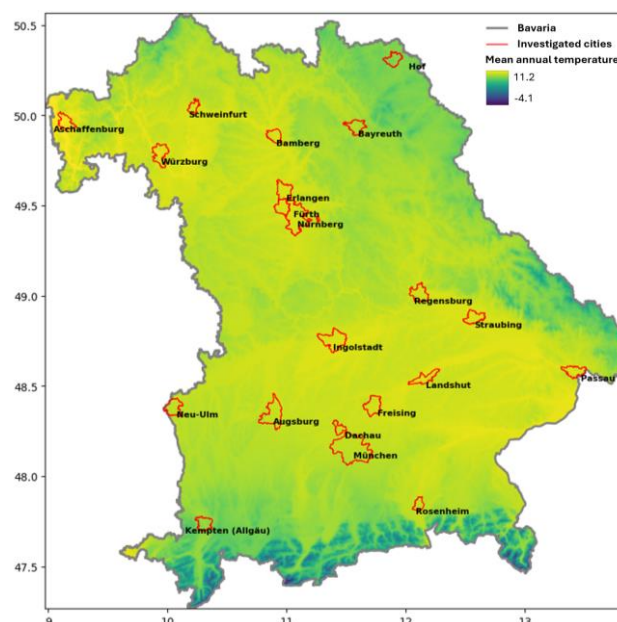 50.5
50.0
49.5
49.0
48.5
48.0
47.5
9
10
11
12
13
Bavaria
Investigated cities
Mean annual temperature
11.2
-4.1
Hof
Schweinfurt
Aschaffenburg
Bayreuth
Bamberg
Würzburg
Erlangen
Fürth
Nürnberg
Regensburg
Straubing
Ingolstadt
Passau
Landshut
Neu-Ulm
Augsburg
Freising
Dachau
München
Rosenheim
Kempten (Allgäu)